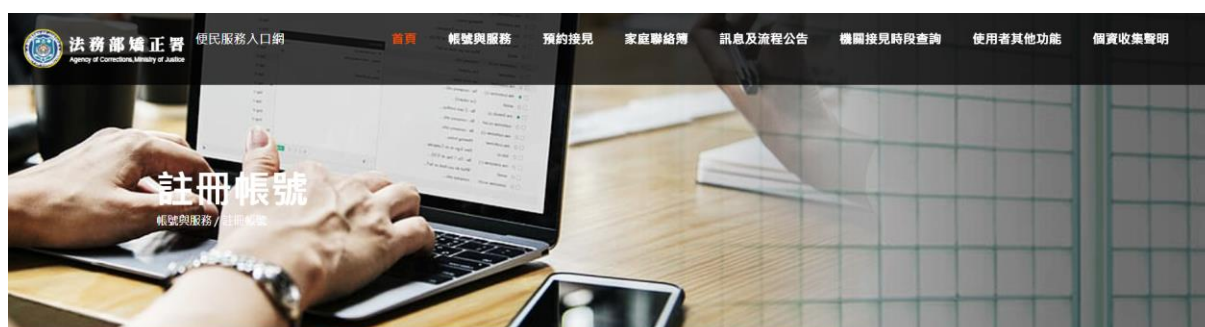 法務部矯正署
Agency of Corrections,Ministry of Justice
便民服務入口網
首頁
帳號與服務
預約接見
家庭聯絡簿
訊息及流程公告
機關接見時段查詢
使用者其他功能
個資收集聲明
註冊帳號
帳號與服務 / 註冊帳號